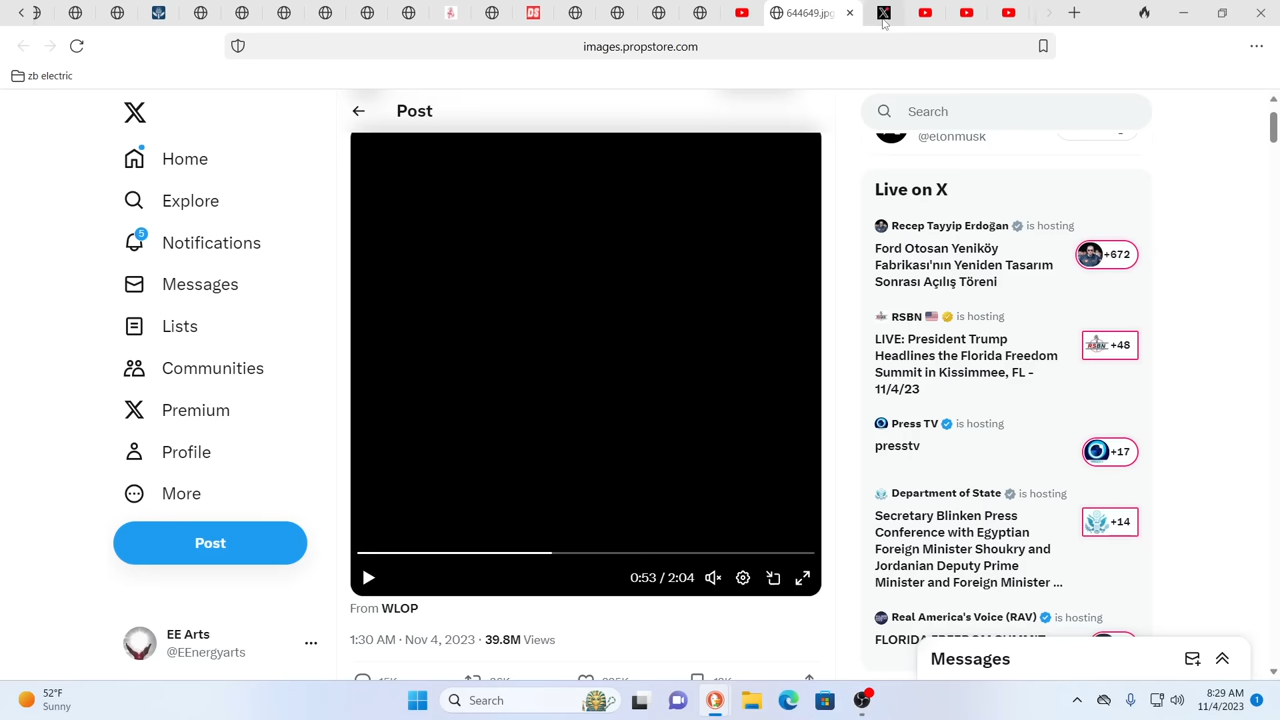 644649.jpg
images.propstore.com
zb electric
Post
Search
@elonmusk
Home
Explore
5
Notifications
Messages
Lists
Communities
Premium
Profile
More
Post
EE Arts
@EEnergyarts
0:53 / 2:04
From WLOP
1:30 AM · Nov 4, 2023 · 39.8M Views
Live on X
Recep Tayyip Erdoğan is hosting
Ford Otosan Yeniköy
Fabrikası'nın Yeniden Tasarım
Sonrası Açılış Töreni
+672
RSBN 🇺🇸 is hosting
LIVE: President Trump
Headlines the Florida Freedom
Summit in Kissimmee, FL -
11/4/23
RSBN +48
Press TV is hosting
presstv
+17
Department of State is hosting
Secretary Blinken Press
Conference with Egyptian
Foreign Minister Shoukry and
Jordanian Deputy Prime
Minister and Foreign Minister ...
+14
Real America's Voice (RAV) is hosting
FLORIDA FREEDOM SUMMIT
Messages
52°F
Sunny
Search
8:29 AM
11/4/2023
1